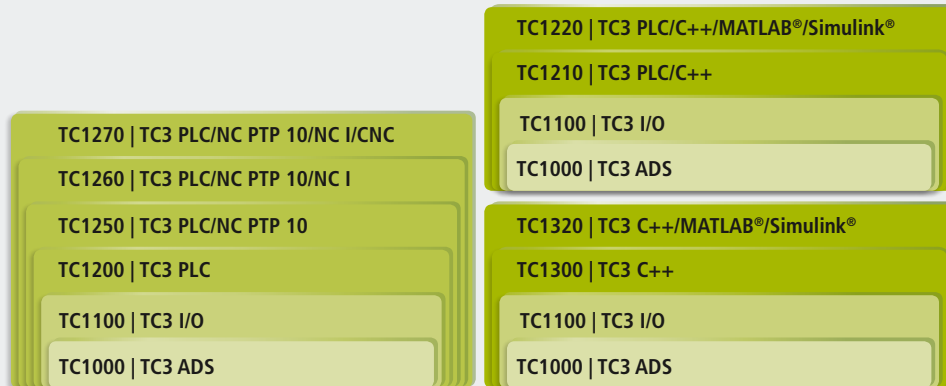 TC1270 | TC3 PLC/NC PTP 10/NC I/CNC
TC1260 | TC3 PLC/NC PTP 10/NC I
TC1250 | TC3 PLC/NC PTP 10
TC1200 | TC3 PLC
TC1100 | TC3 I/O
TC1000 | TC3 ADS
TC1220 | TC3 PLC/C++/MATLAB®/Simulink®
TC1210 | TC3 PLC/C++
TC1100 | TC3 I/O
TC1000 | TC3 ADS
TC1320 | TC3 C++/MATLAB®/Simulink®
TC1300 | TC3 C++
TC1100 | TC3 I/O
TC1000 | TC3 ADS